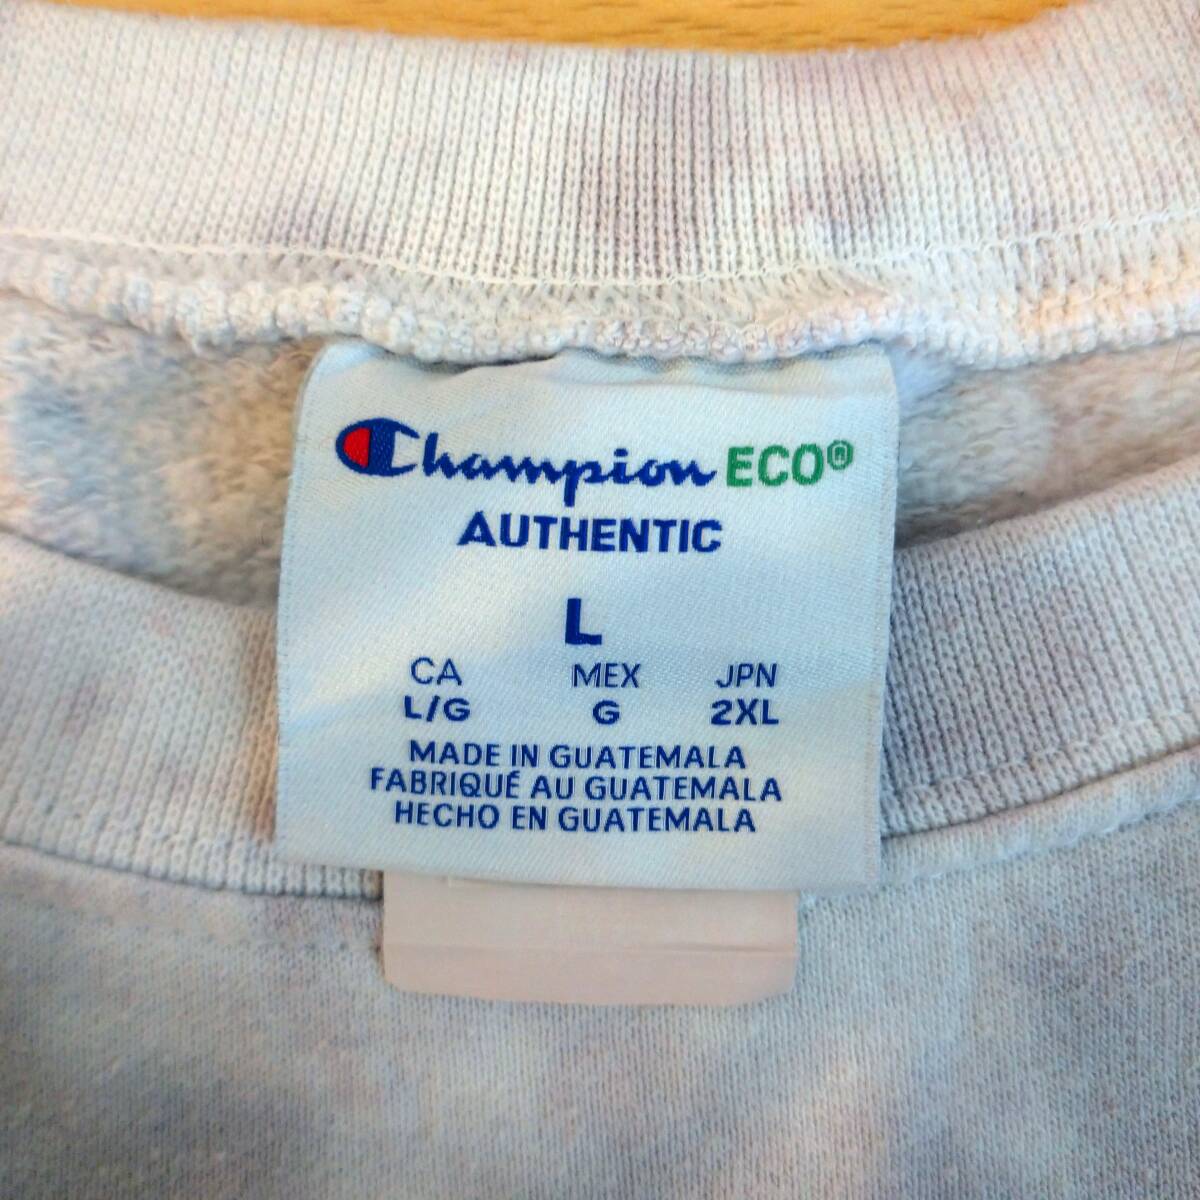 Champion ECO®
AUTHENTIC
L
CA MEX JPN
L/G G 2XL
MADE IN GUATEMALA
FABRIQUÉ AU GUATEMALA
HECHO EN GUATEMALA